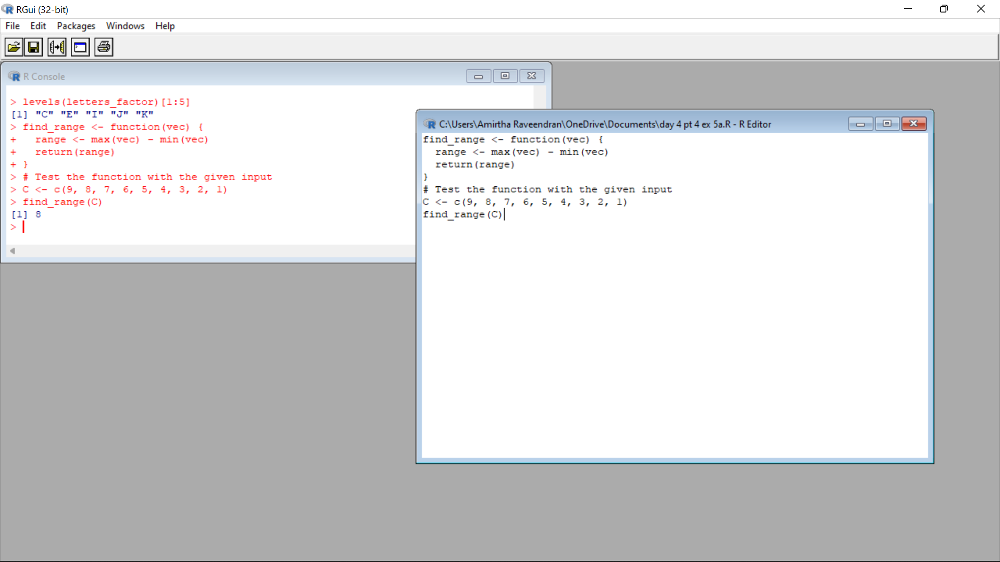 RGui (32-bit)
File Edit Packages Windows Help
R Console
> levels(letters_factor)[1:5]
[1] "C" "E" "I" "J" "K"
> find_range <- function(vec) {
+   range <- max(vec) - min(vec)
+   return(range)
+ }
> # Test the function with the given input
> C <- c(9, 8, 7, 6, 5, 4, 3, 2, 1)
> find_range(C)
[1] 8
>
C:\Users\Amirtha Raveendran\OneDrive\Documents\day 4 pt 4 ex 5a.R - R Editor
find_range <- function(vec) {
  range <- max(vec) - min(vec)
  return(range)
}
# Test the function with the given input
C <- c(9, 8, 7, 6, 5, 4, 3, 2, 1)
find_range(C)